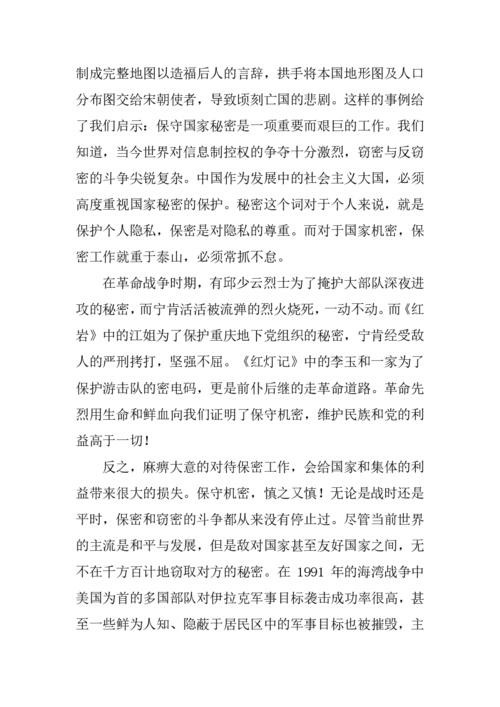 制成完整地图以造福后人的言辞，拱手将本国地形图及人口
分布图交给宋朝使者，导致顷刻亡国的悲剧。这样的事例给
了我们启示：保守国家秘密是一项重要而艰巨的工作。我们
知道，当今世界对信息制控权的争夺十分激烈，窃密与反窃
密的斗争尖锐复杂。中国作为发展中的社会主义大国，必须
高度重视国家秘密的保护。秘密这个词对于个人来说，就是
保护个人隐私，保密是对隐私的尊重。而对于国家机密，保
密工作就重于泰山，必须常抓不怠。
在革命战争时期，有邱少云烈士为了掩护大部队深夜进
攻的秘密，而宁肯活活被流弹的烈火烧死，一动不动。而《红
岩》中的江姐为了保护重庆地下党组织的秘密，宁肯经受敌
人的严刑拷打，坚强不屈。《红灯记》中的李玉和一家为了
保护游击队的密电码，更是前仆后继的走革命道路。革命先
烈用生命和鲜血向我们证明了保守机密，维护民族和党的利
益高于一切！
反之，麻痹大意的对待保密工作，会给国家和集体的利
益带来很大的损失。保守机密，慎之又慎！无论是战时还是
平时，保密和窃密的斗争都从来没有停止过。尽管当前世界
的主流是和平与发展，但是敌对国家甚至友好国家之间，无
不在千方百计地窃取对方的秘密。在 1991 年的海湾战争中
美国为首的多国部队对伊拉克军事目标袭击成功率很高，甚
至一些鲜为人知、隐蔽于居民区中的军事目标也被摧毁，主